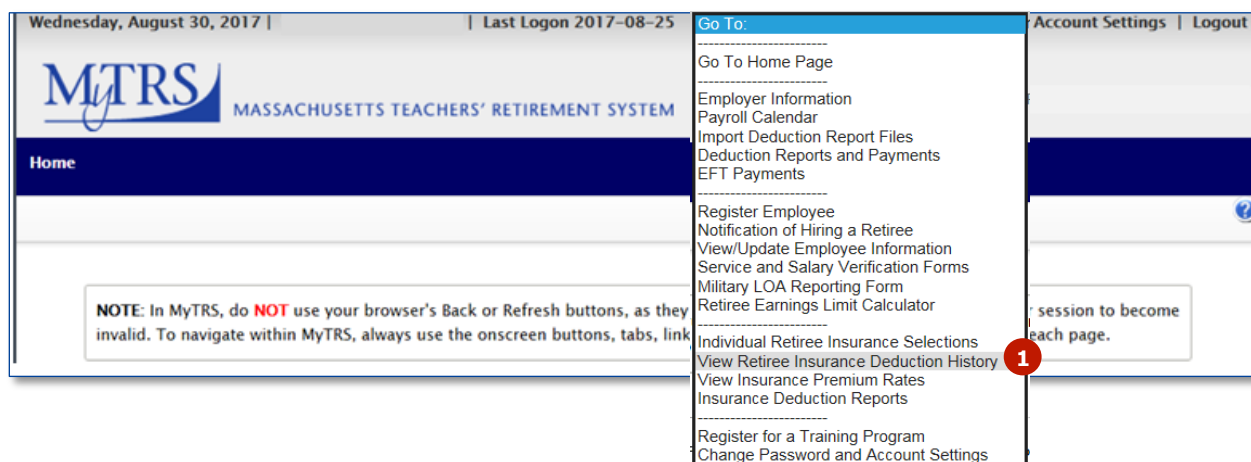 Wednesday, August 30, 2017 | | Last Logon 2017-08-25
Account Settings | Logout
MyTRS MASSACHUSETTS TEACHERS' RETIREMENT SYSTEM
Home
NOTE: In MyTRS, do NOT use your browser's Back or Refresh buttons, as they session to become
invalid. To navigate within MyTRS, always use the onscreen buttons, tabs, link each page.
Go To:
------------------------
Go To Home Page
------------------------
Employer Information
Payroll Calendar
Import Deduction Report Files
Deduction Reports and Payments
EFT Payments
------------------------
Register Employee
Notification of Hiring a Retiree
View/Update Employee Information
Service and Salary Verification Forms
Military LOA Reporting Form
Retiree Earnings Limit Calculator
------------------------
Individual Retiree Insurance Selections
View Retiree Insurance Deduction History 1
View Insurance Premium Rates
Insurance Deduction Reports
------------------------
Register for a Training Program
Change Password and Account Settings